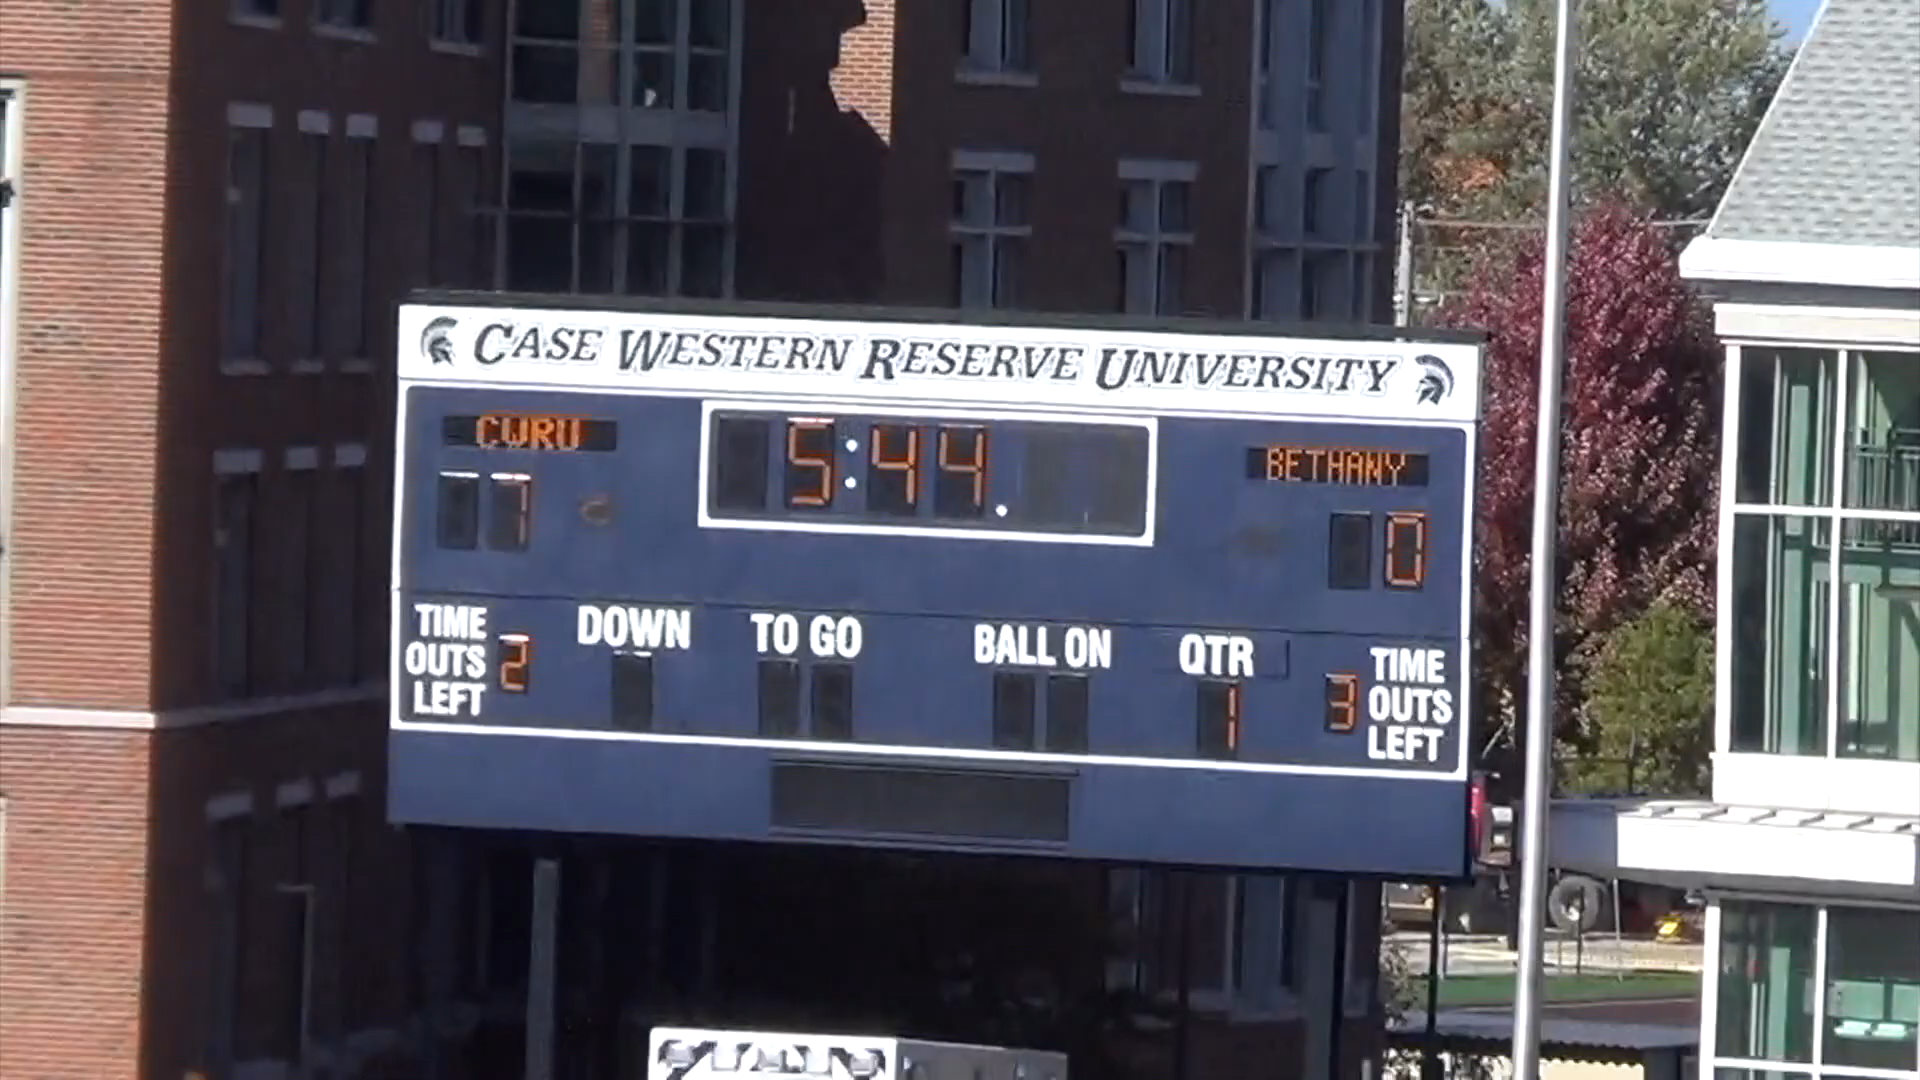 CASE WESTERN RESERVE UNIVERSITY
CWRU
5:44.
BETHANY
7
0
TIME OUTS LEFT
2
DOWN
TO GO
BALL ON
QTR
1
3
TIME OUTS LEFT